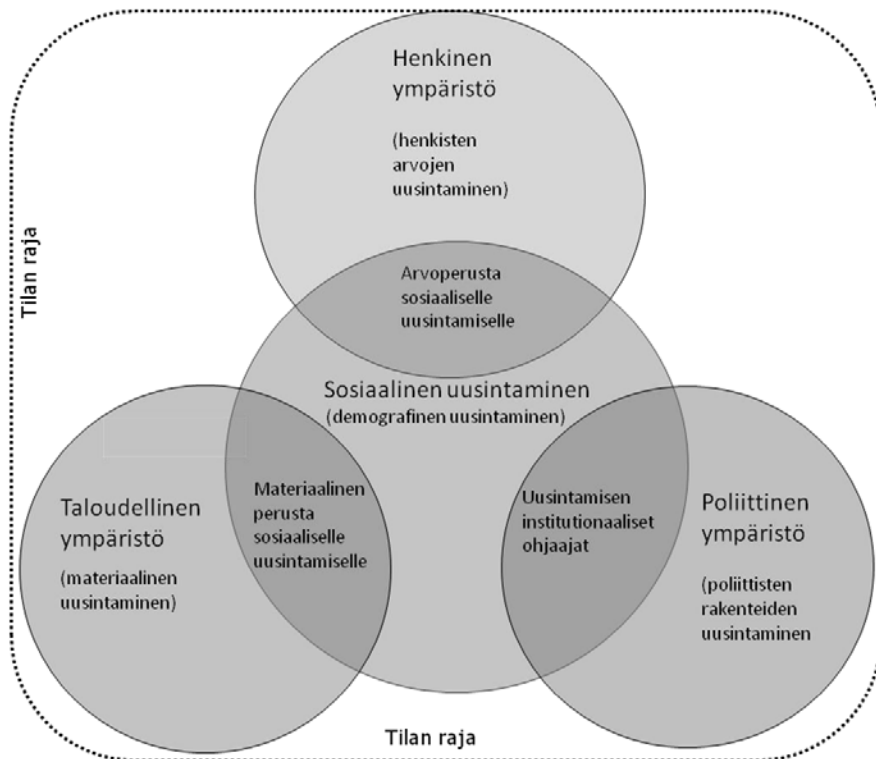 Henkinen
ympäristö
(henkisten
arvojen
uusintaminen)
Tilan raja
Arvoperusta
sosiaaliselle
uusintamiselle
Sosiaalinen uusintaminen
(demografinen uusintaminen)
Taloudellinen
ympäristö
(materiaalinen
uusintaminen)
Materiaalinen
perusta
sosiaaliselle
uusintamiselle
Uusintamisen
institutionaaliset
ohjaajat
Poliittinen
ympäristö
(poliittisten
rakenteiden
uusintaminen
Tilan raja